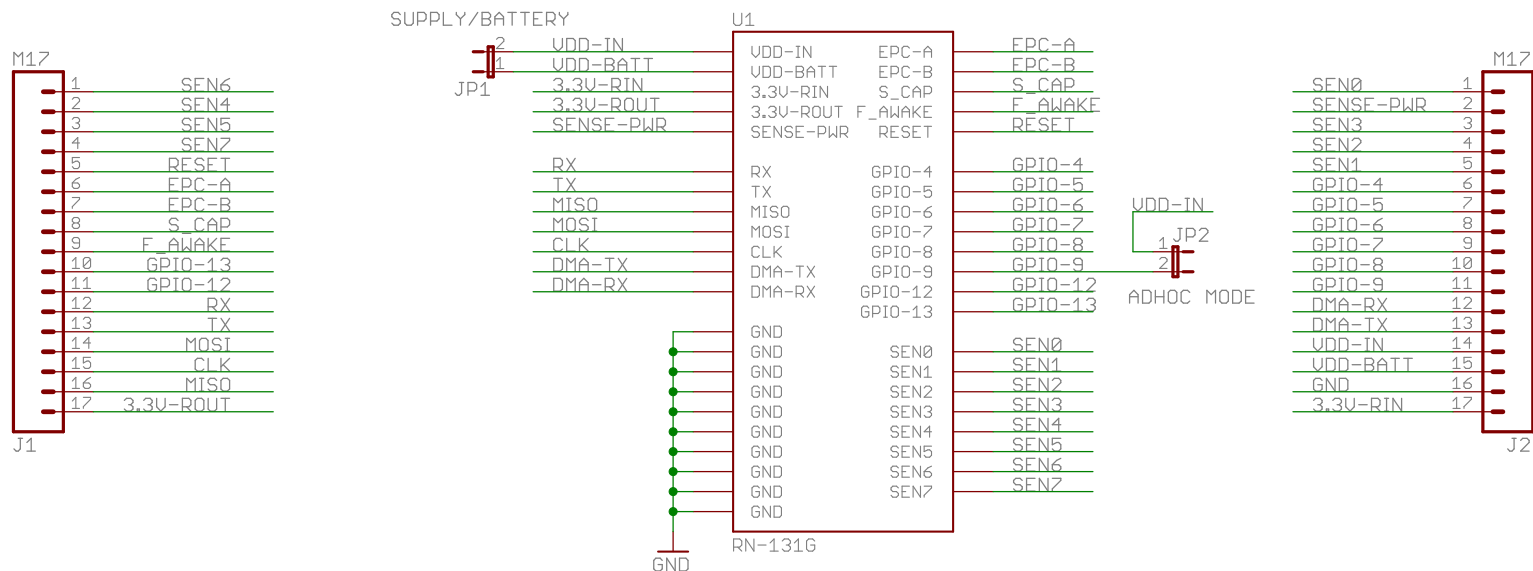 SUPPLY/BATTERY
JP1
2 VDD-IN
1 VDD-BATT
3.3V-RIN
3.3V-ROUT
SENSE-PWR
RX
TX
MISO
MOSI
CLK
DMA-TX
DMA-RX
M17
1 SEN6
2 SEN4
3 SEN5
4 SEN7
5 RESET
6 EPC-A
7 EPC-B
8 S_CAP
9 F_AWAKE
10 GPIO-13
11 GPIO-12
12 RX
13 TX
14 MOSI
15 CLK
16 MISO
17 3.3V-ROUT
J1
U1
VDD-IN EPC-A
VDD-BATT EPC-B
3.3V-RIN S_CAP
3.3V-ROUT F_AWAKE
SENSE-PWR RESET
RX GPIO-4
TX GPIO-5
MISO GPIO-6
MOSI GPIO-7
CLK GPIO-8
DMA-TX GPIO-9
DMA-RX GPIO-12
GPIO-13
GND
GND SEN0
GND SEN1
GND SEN2
GND SEN3
GND SEN4
GND SEN5
GND SEN6
GND SEN7
GND
RN-131G
GND
EPC-A
EPC-B
S_CAP
F_AWAKE
RESET
GPIO-4
GPIO-5
GPIO-6
GPIO-7
GPIO-8
GPIO-9
GPIO-12
GPIO-13
SEN0
SEN1
SEN2
SEN3
SEN4
SEN5
SEN6
SEN7
VDD-IN
JP2
1
2
ADHOC MODE
M17
SEN0 1
SENSE-PWR 2
SEN3 3
SEN2 4
SEN1 5
GPIO-4 6
GPIO-5 7
GPIO-6 8
GPIO-7 9
GPIO-8 10
GPIO-9 11
DMA-RX 12
DMA-TX 13
VDD-IN 14
VDD-BATT 15
GND 16
3.3V-RIN 17
J2